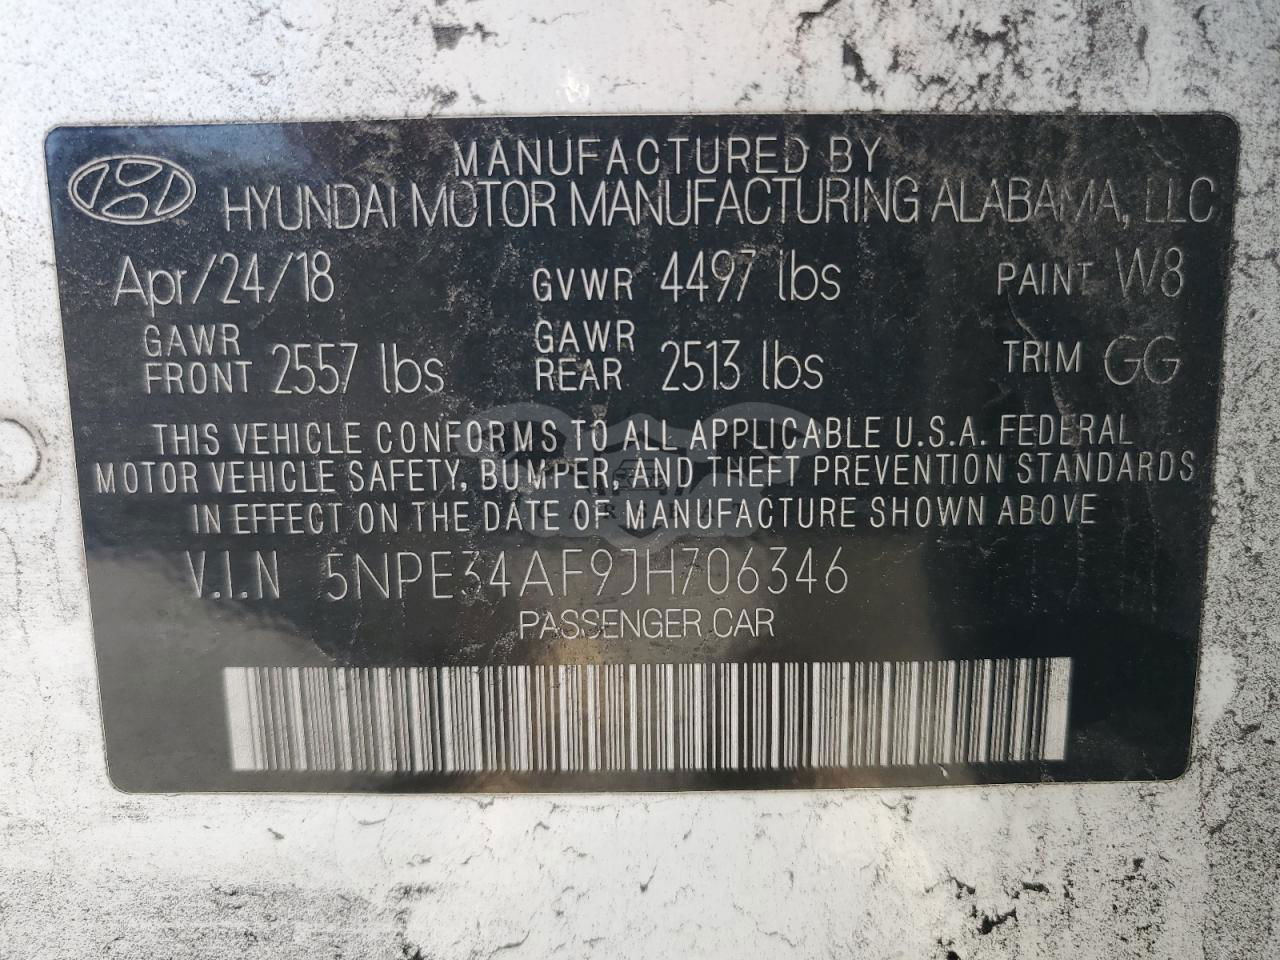 MANUFACTURED BY
HYUNDAI MOTOR MANUFACTURING ALABAMA, LLC
Apr/24/18 GVWR 4497 lbs PAINT W8
GAWR FRONT 2557 lbs GAWR REAR 2513 lbs TRIM GG
THIS VEHICLE CONFORMS TO ALL APPLICABLE U.S.A. FEDERAL
MOTOR VEHICLE SAFETY, BUMPER, AND THEFT PREVENTION STANDARDS
IN EFFECT ON THE DATE OF MANUFACTURE SHOWN ABOVE
V.I.N 5NPE34AF9JH706346
PASSENGER CAR